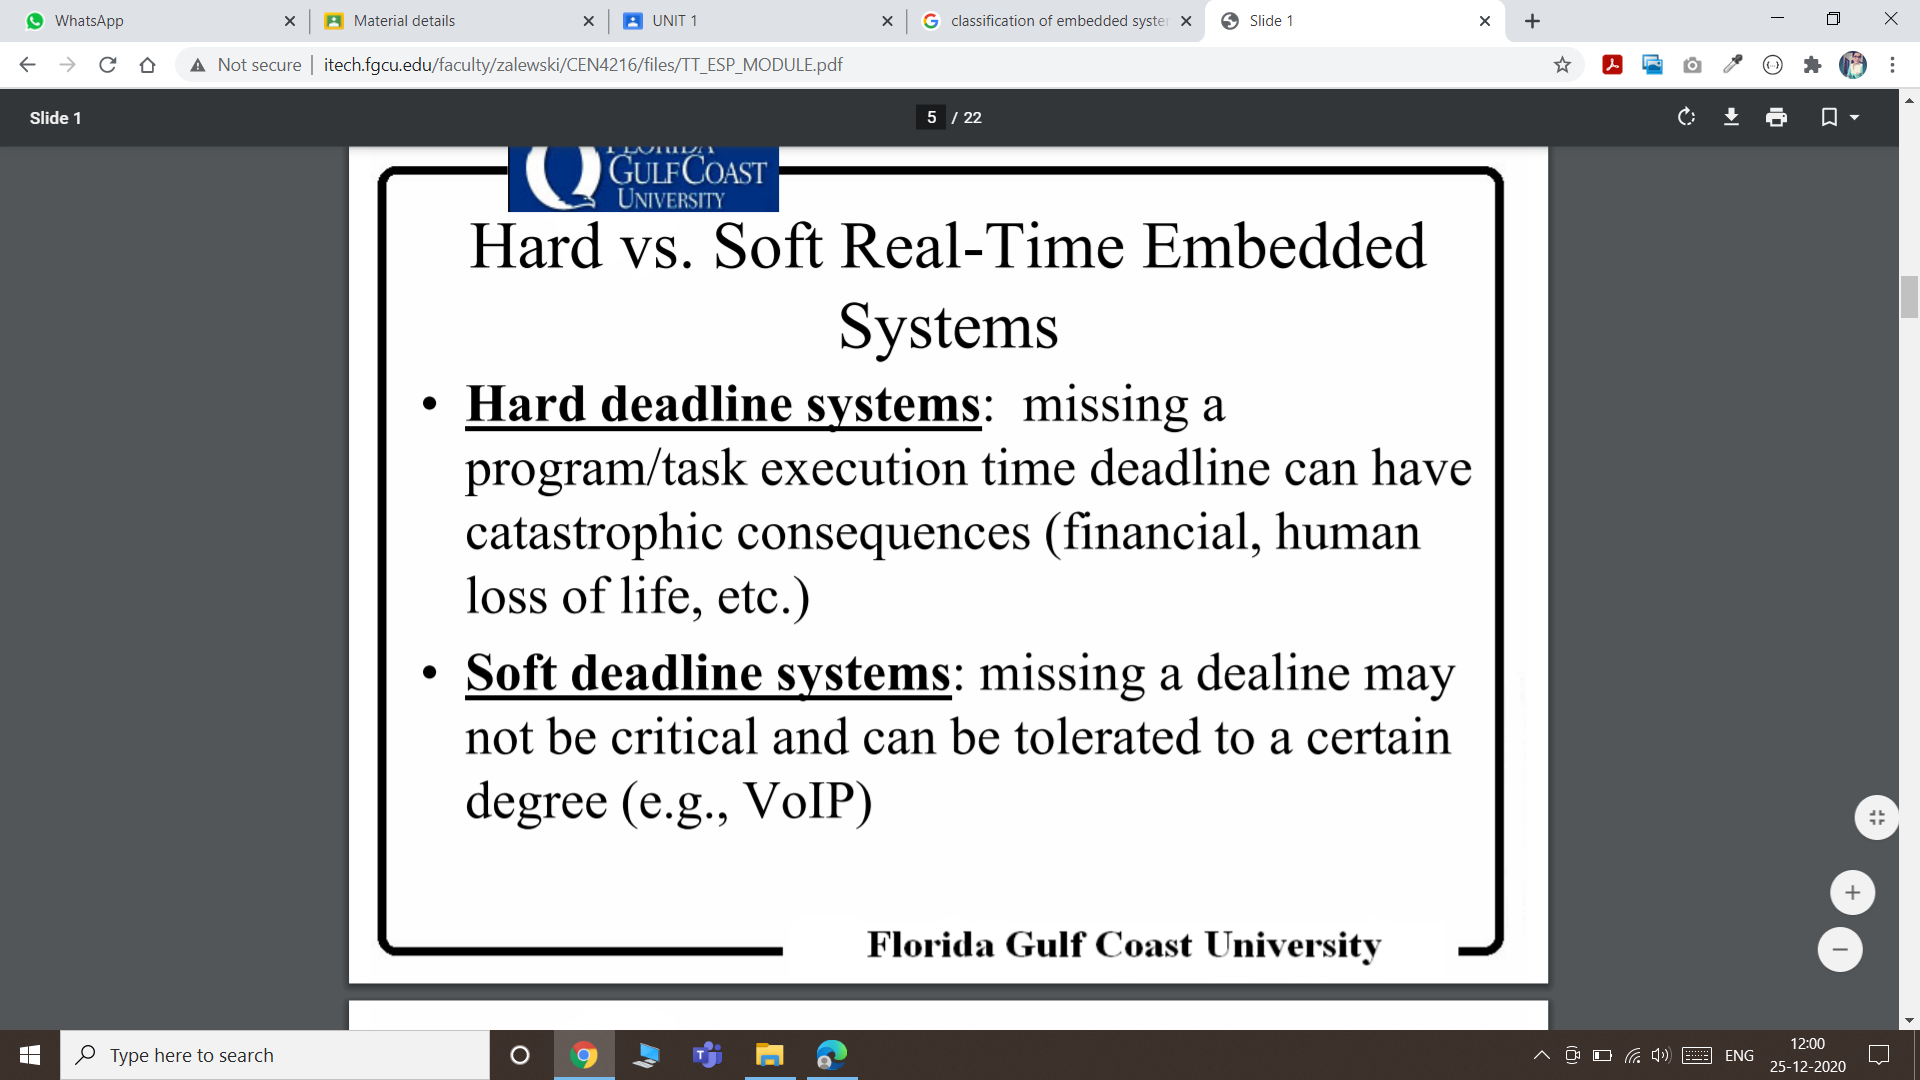 WhatsApp
Material details
UNIT 1
classification of embedded syste
Slide 1
Not secure
itech.fgcu.edu/faculty/zalewski/CEN4216/files/TT_ESP_MODULE.pdf
Slide 1
5 / 22
FLORIDA
GULF COAST
UNIVERSITY
Hard vs. Soft Real-Time Embedded
Systems
• Hard deadline systems: missing a
program/task execution time deadline can have
catastrophic consequences (financial, human
loss of life, etc.)
• Soft deadline systems: missing a dealine may
not be critical and can be tolerated to a certain
degree (e.g., VoIP)
Florida Gulf Coast University
Type here to search
ENG
12:00
25-12-2020